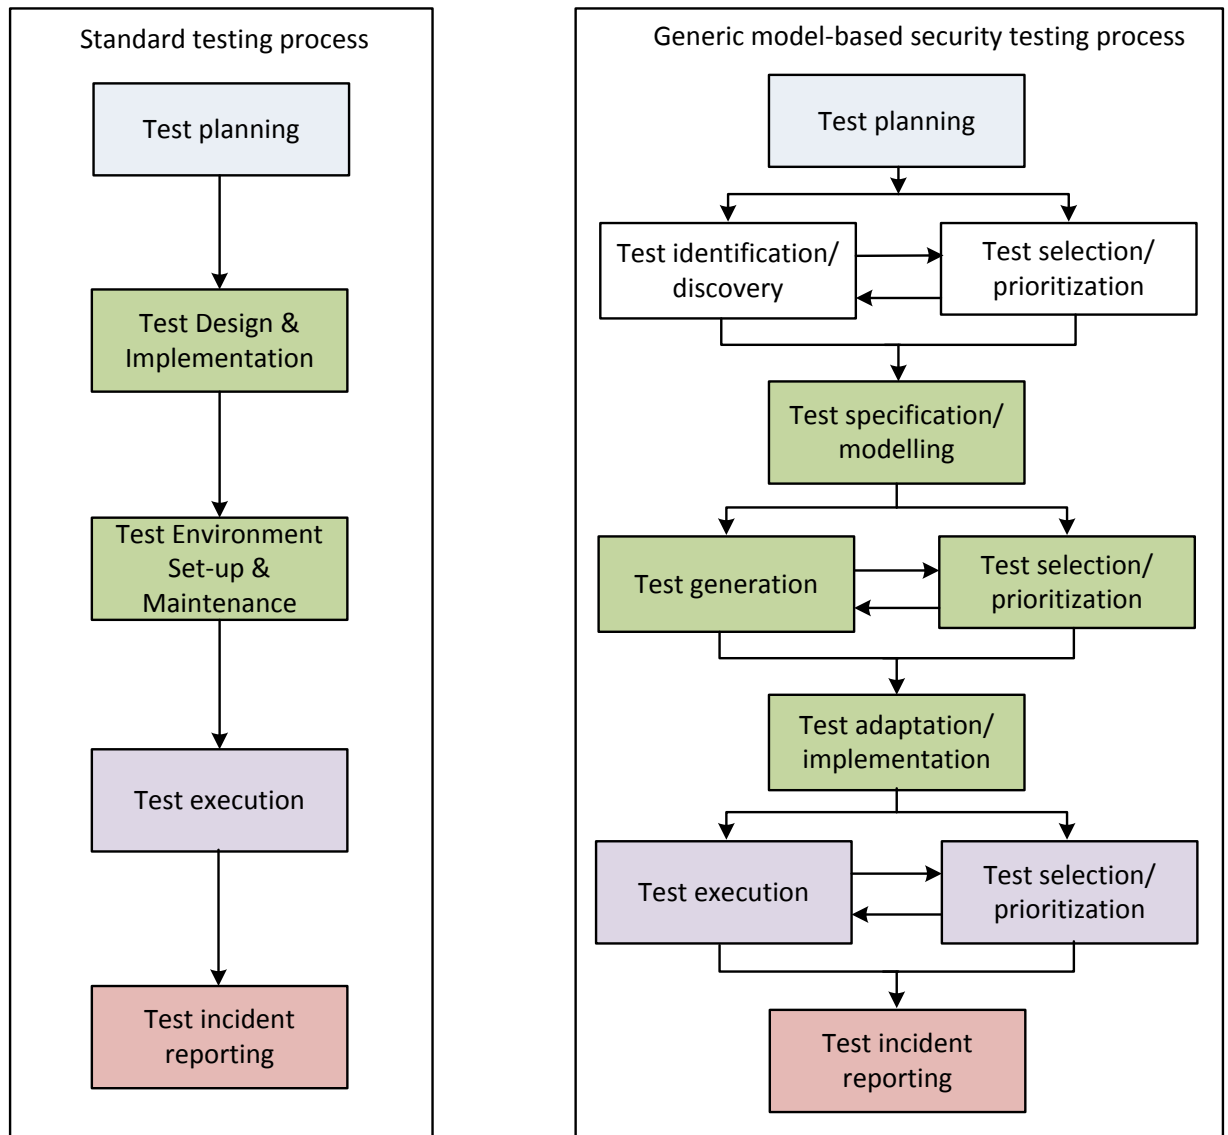 Standard testing process
Test planning
Test Design &
Implementation
Test Environment
Set-up &
Maintenance
Test execution
Test incident
reporting
Generic model-based security testing process
Test planning
Test identification/
discovery
Test selection/
prioritization
Test specification/
modelling
Test generation
Test selection/
prioritization
Test adaptation/
implementation
Test execution
Test selection/
prioritization
Test incident
reporting